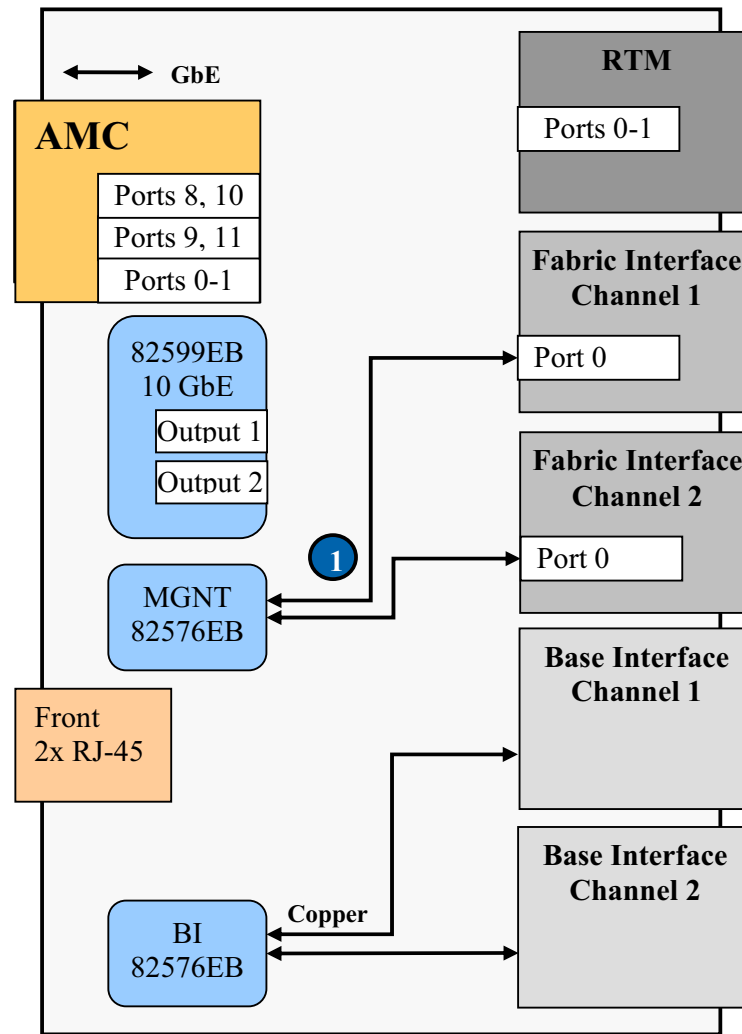 GbE
AMC
Ports 8, 10
Ports 9, 11
Ports 0-1
RTM
Ports 0-1
Fabric Interface
Channel 1
Port 0
82599EB
10 GbE
Output 1
Output 2
Fabric Interface
Channel 2
Port 0
1
MGNT
82576EB
Base Interface
Channel 1
Front
2x RJ-45
Base Interface
Channel 2
Copper
BI
82576EB